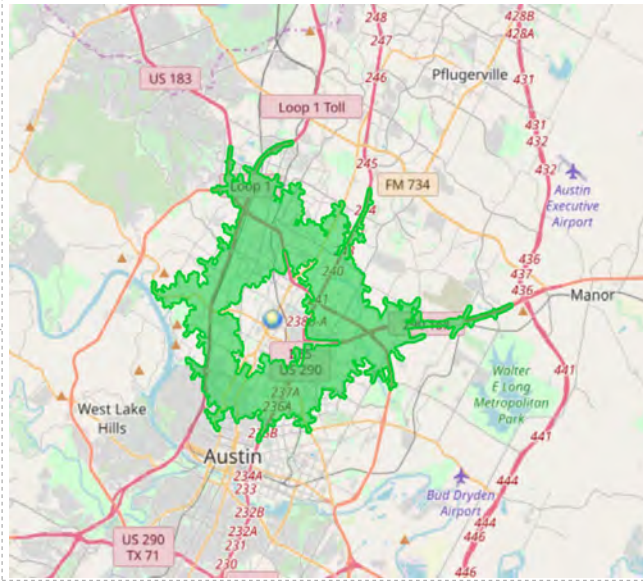 248
247
246
428B
428A
431
431
Pflugerville
US 183
Loop 1 Toll
245
432
432
Loop 1
FM 734
Austin
Executive
Airport
240
436
437
436
Manor
US 290
237A
236A
Walter
E Long
Metropolitan
Park
441
441
West Lake
Hills
Austin
234A
233
232B
232A
231
230
444
444
446
446
Bud Dryden
Airport
US 290
TX 71